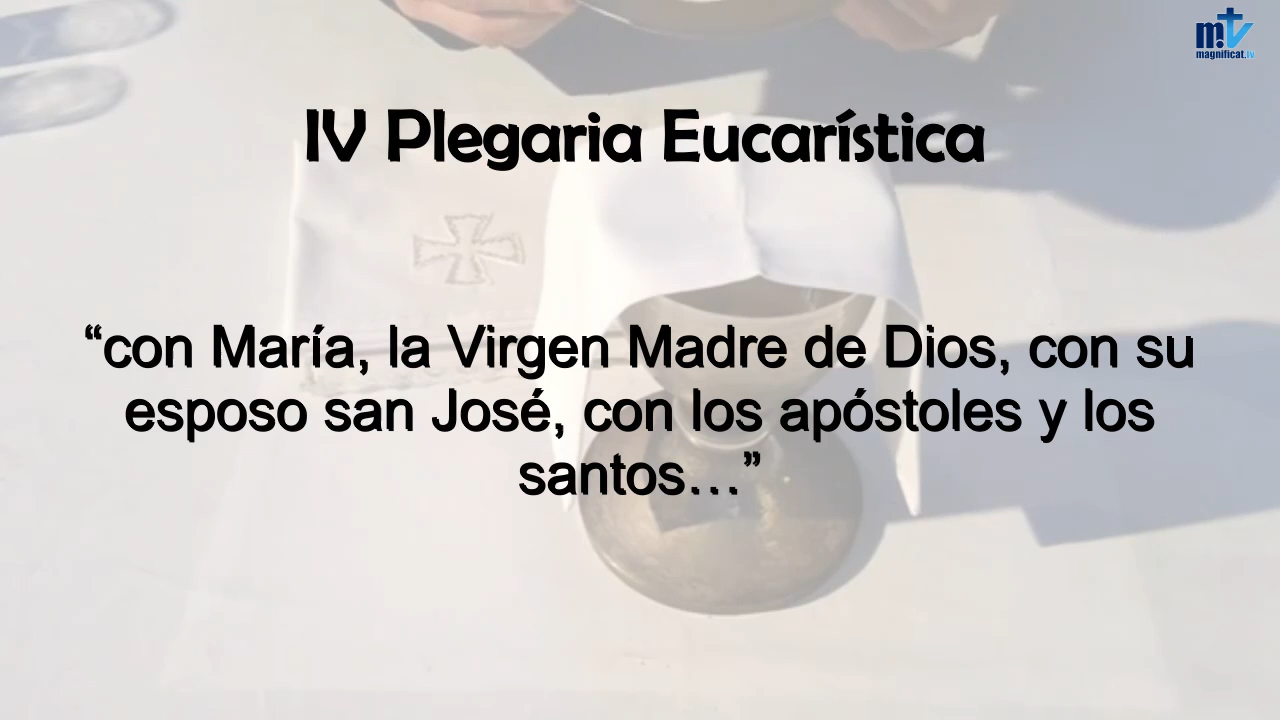 magnificat.tv
IV Plegaria Eucarística
“con María, la Virgen Madre de Dios, con su
esposo san José, con los apóstoles y los
santos…”